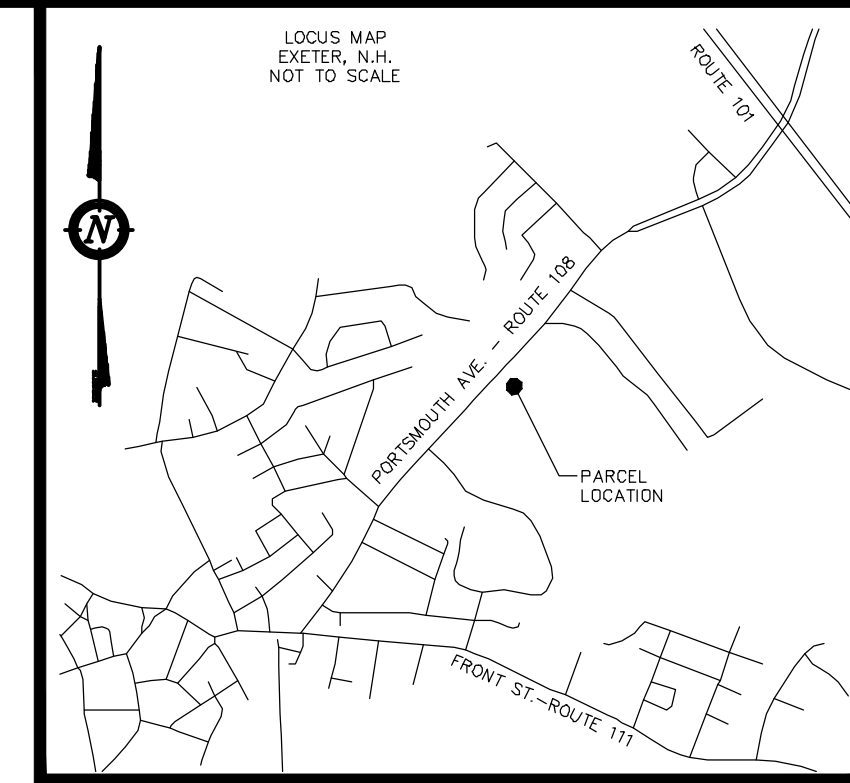 LOCUS MAP
EXETER, N.H.
NOT TO SCALE
ROUTE 101
N
PORTSMOUTH AVE. - ROUTE 108
PARCEL
LOCATION
FRONT ST.-ROUTE 111